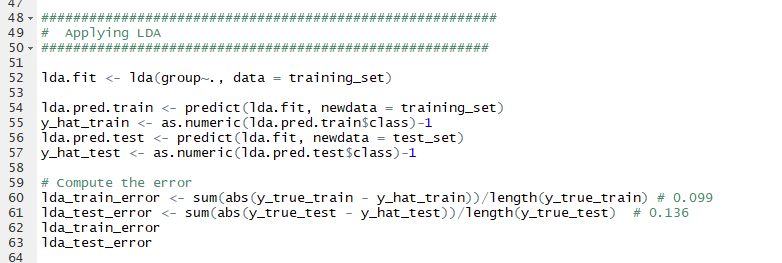 47
48 #########################################################
49 #  Applying LDA
50 ########################################################
51
52 lda.fit <- lda(group~., data = training_set)
53
54 lda.pred.train <- predict(lda.fit, newdata = training_set)
55 y_hat_train <- as.numeric(lda.pred.train$class)-1
56 lda.pred.test <- predict(lda.fit, newdata = test_set)
57 y_hat_test <- as.numeric(lda.pred.test$class)-1
58
59 # Compute the error
60 lda_train_error <- sum(abs(y_true_train - y_hat_train))/length(y_true_train) # 0.099
61 lda_test_error <- sum(abs(y_true_test - y_hat_test))/length(y_true_test)  # 0.136
62 lda_train_error
63 lda_test_error
64